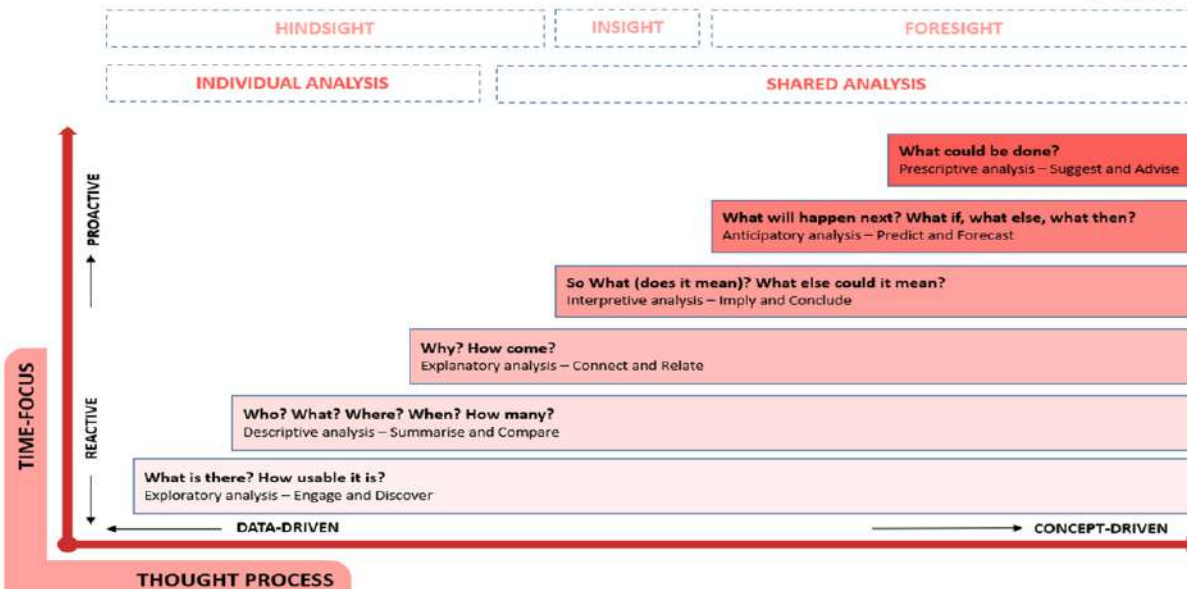 HINDSIGHT
INSIGHT
FORESIGHT
INDIVIDUAL ANALYSIS
SHARED ANALYSIS
What could be done?
Prescriptive analysis – Suggest and Advise
What will happen next? What if, what else, what then?
Anticipatory analysis – Predict and Forecast
So What (does it mean)? What else could it mean?
Interpretive analysis – Imply and Conclude
Why? How come?
Explanatory analysis – Connect and Relate
Who? What? Where? When? How many?
Descriptive analysis – Summarise and Compare
What is there? How usable it is?
Exploratory analysis – Engage and Discover
PROACTIVE
REACTIVE
TIME-FOCUS
DATA-DRIVEN
CONCEPT-DRIVEN
THOUGHT PROCESS